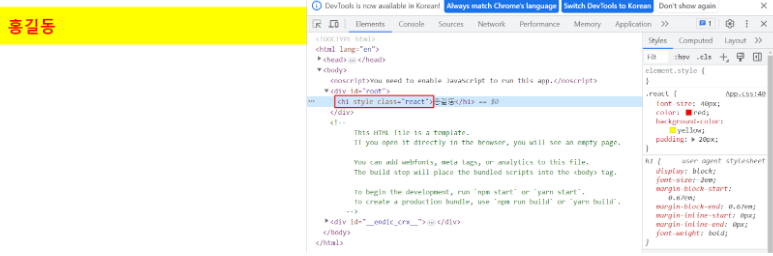 홍길동
DevTools is now available in Korean!
Always match Chrome's language
Switch DevTools to Korean
Don't show again
Elements
Console
Sources
Network
Performance
Memory
Application
1
<!DOCTYPE html>
<html lang="en">
<head> </head>
<body>
<noscript>You need to enable JavaScript to run this app.</noscript>
<div id="root">
<h1 style class="react">홍길동</h1> == $0
</div>
<!--
This HTML file is a template.
If you open it directly in the browser, you will see an empty page.
You can add webfonts, meta tags, or analytics to this file.
The build step will place the bundled scripts into the <body> tag.
To begin the development, run `npm start` or `yarn start`.
To create a production bundle, use `npm run build` or `yarn build`.
-->
<div id="__endic_crx__"> </div>
</body>
</html>
Styles
Computed
Layout
:hov
.cls
element.style {
}
.react {
App.css:40
font-size: 40px;
color: red;
background-color:
yellow;
padding: 20px;
}
h1 {
user agent stylesheet
display: block;
font-size: 2em;
margin-block-start:
0.67em;
margin-block-end: 0.67em;
margin-inline-start: 0px;
margin-inline-end: 0px;
font-weight: bold;
}